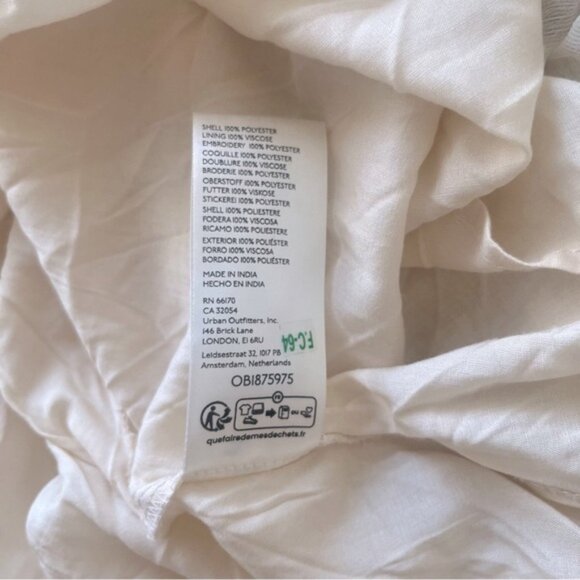 SHELL 100% POLYESTER
LINING 100% VISCOSE
EMBROIDERY 100% POLYESTER
COQUILLE 100% POLYESTER
DOUBLURE 100% VISCOSE
BRODERIE 100% POLYESTER
OBERSTOFF 100% POLYESTER
FUTTER 100% VISKOSE
STICKEREI 100% POLYESTER
SHELL 100% POLIESTERE
FODERA 100% VISCOSA
RICAMO 100% POLIESTERE
EXTERIOR 100% POLIÉSTER
FORRO 100% VISCOSA
BORDADO 100% POLIÉSTER
MADE IN INDIA
HECHO EN INDIA
RN 66170
CA 32054
Urban Outfitters, Inc.
146 Brick Lane
LONDON, E1 6RU
F.C-64
Leidsestraat 32, 1017 PB
Amsterdam, Netherlands
OB1875975
FR
OU
quefairedemesdechets.fr